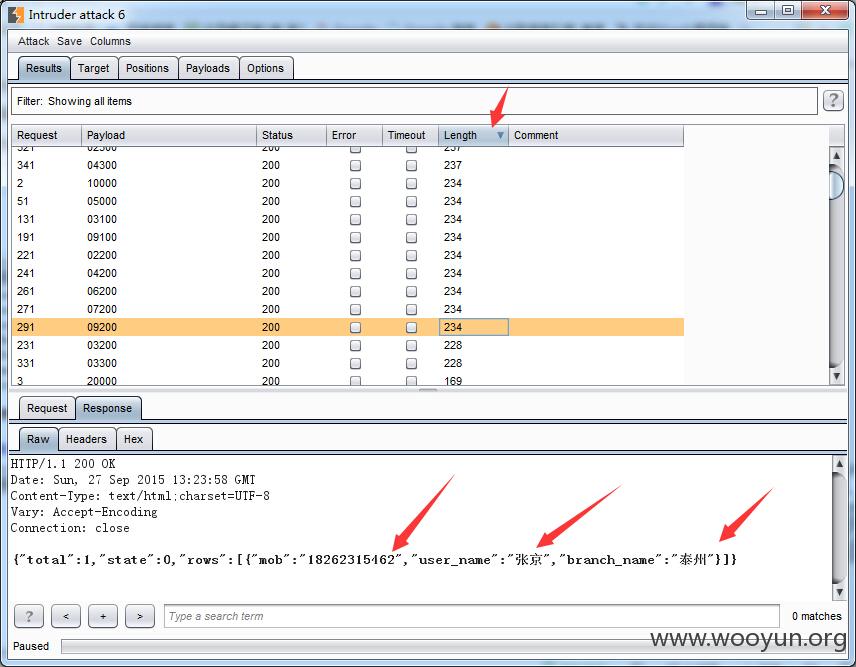 Intruder attack 6
Attack Save Columns
Results Target Positions Payloads Options
Filter: Showing all items ?
Request Payload Status Error Timeout Length Comment
321 02300 200 237
341 04300 200 237
2 10000 200 234
51 05000 200 234
131 03100 200 234
191 09100 200 234
221 02200 200 234
241 04200 200 234
261 06200 200 234
271 07200 200 234
291 09200 200 234
231 03200 200 228
331 03300 200 228
3 20000 200 169
Request Response
Raw Headers Hex
HTTP/1.1 200 OK
Date: Sun, 27 Sep 2015 13:23:58 GMT
Content-Type: text/html;charset=UTF-8
Vary: Accept-Encoding
Connection: close
{"total":1,"state":0,"rows":[{"mob":"18262315462","user_name":"张京","branch_name":"泰州"}]}
? < + > Type a search term 0 matches
www.wooyun.org
Paused